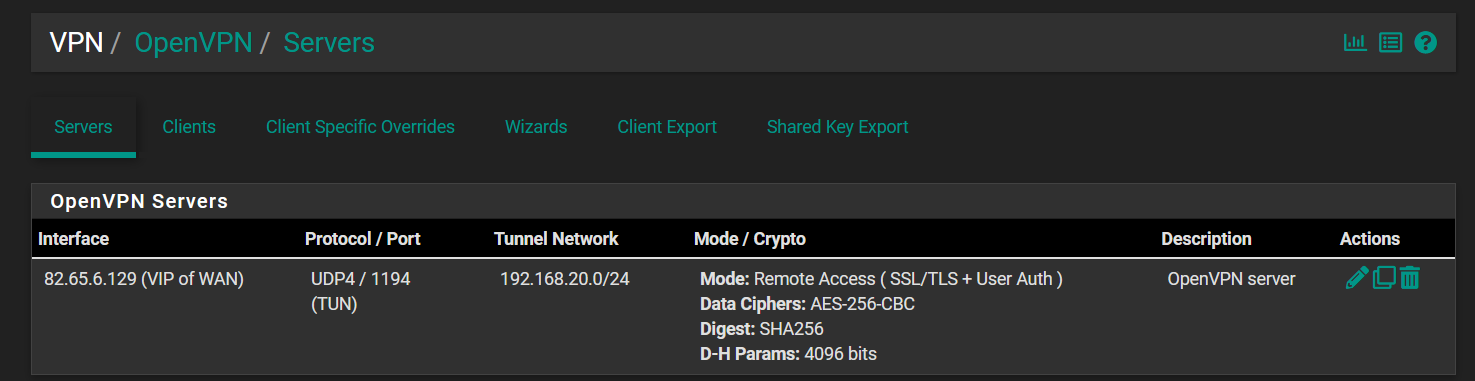 VPN / OpenVPN / Servers
Servers Clients Client Specific Overrides Wizards Client Export Shared Key Export
OpenVPN Servers
Interface Protocol / Port Tunnel Network Mode / Crypto Description Actions
82.65.6.129 (VIP of WAN) UDP4 / 1194 192.168.20.0/24 Mode: Remote Access ( SSL/TLS + User Auth ) OpenVPN server
(TUN) Data Ciphers: AES-256-CBC
Digest: SHA256
D-H Params: 4096 bits